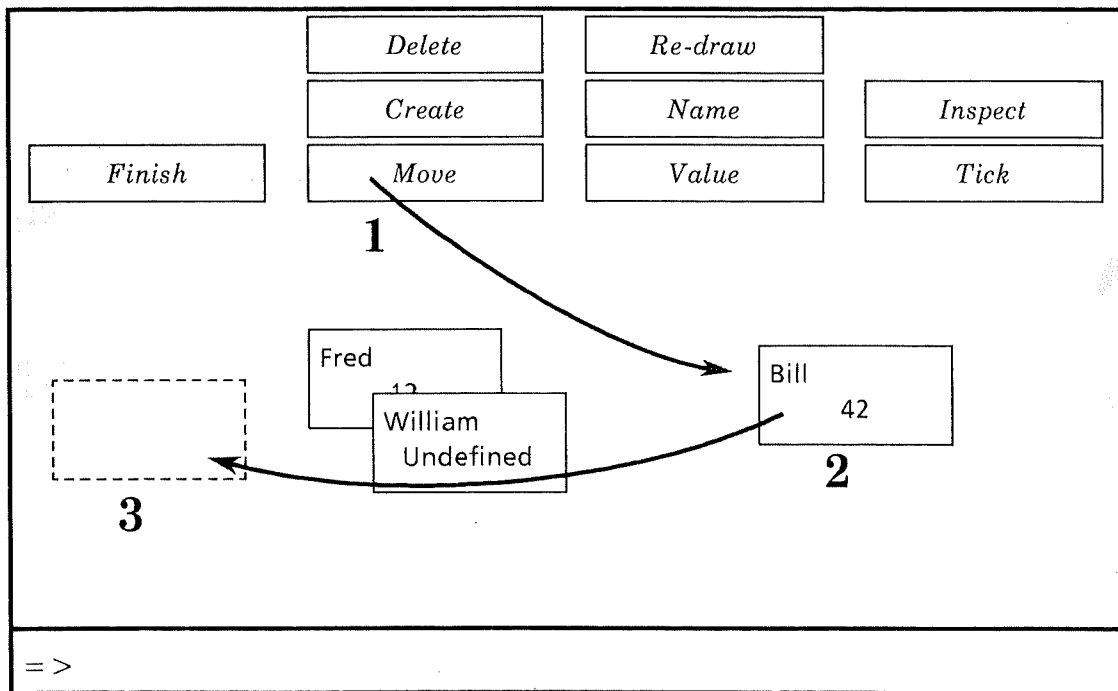 Delete Re-draw
Create Name Inspect
Finish Move Value Tick
1
Fred
William
Undefined
Bill
42
2
3
=>